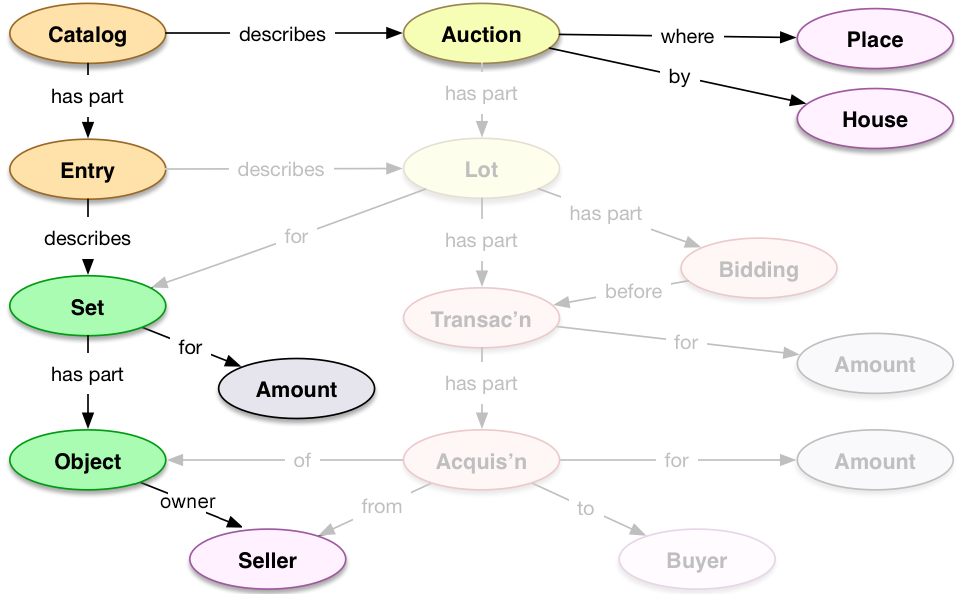 Catalog
describes
Auction
where
Place
by
House
has part
has part
Entry
describes
Lot
has part
describes
for
has part
Bidding
before
Set
Transac'n
for
for
Amount
has part
has part
Amount
Object
of
Acquis'n
for
Amount
owner
from
to
Seller
Buyer